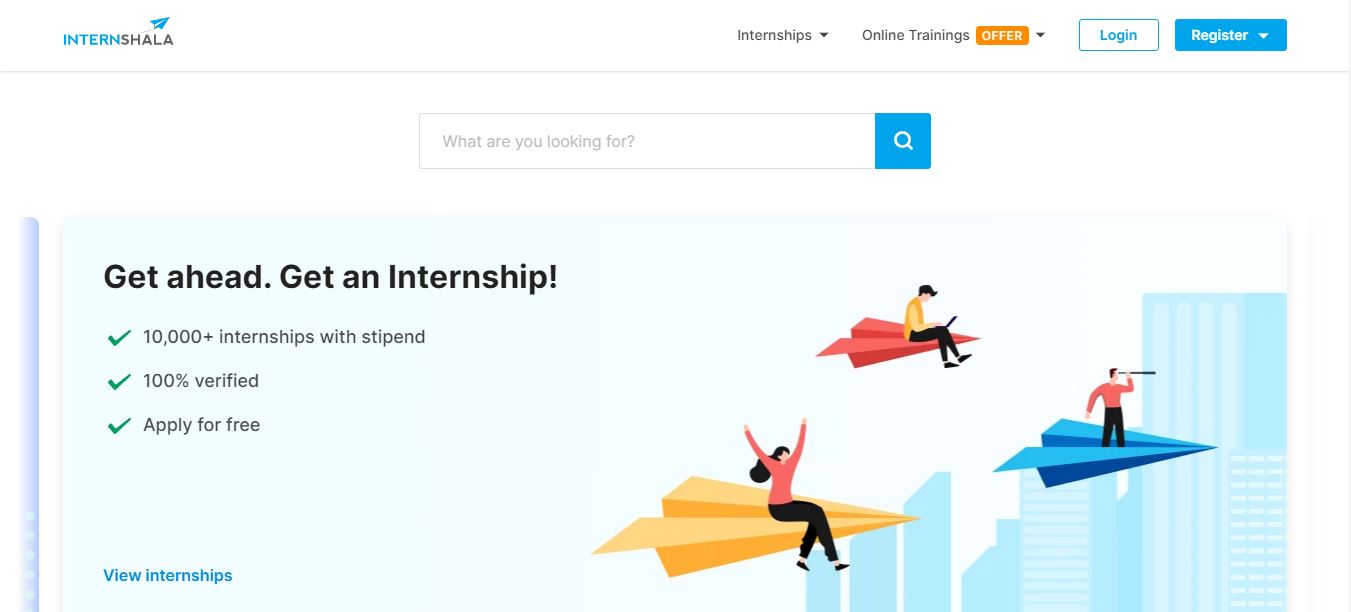 INTERNSHALA
Internships
Online Trainings OFFER
Login
Register
What are you looking for?
Get ahead. Get an Internship!
10,000+ internships with stipend
100% verified
Apply for free
View internships